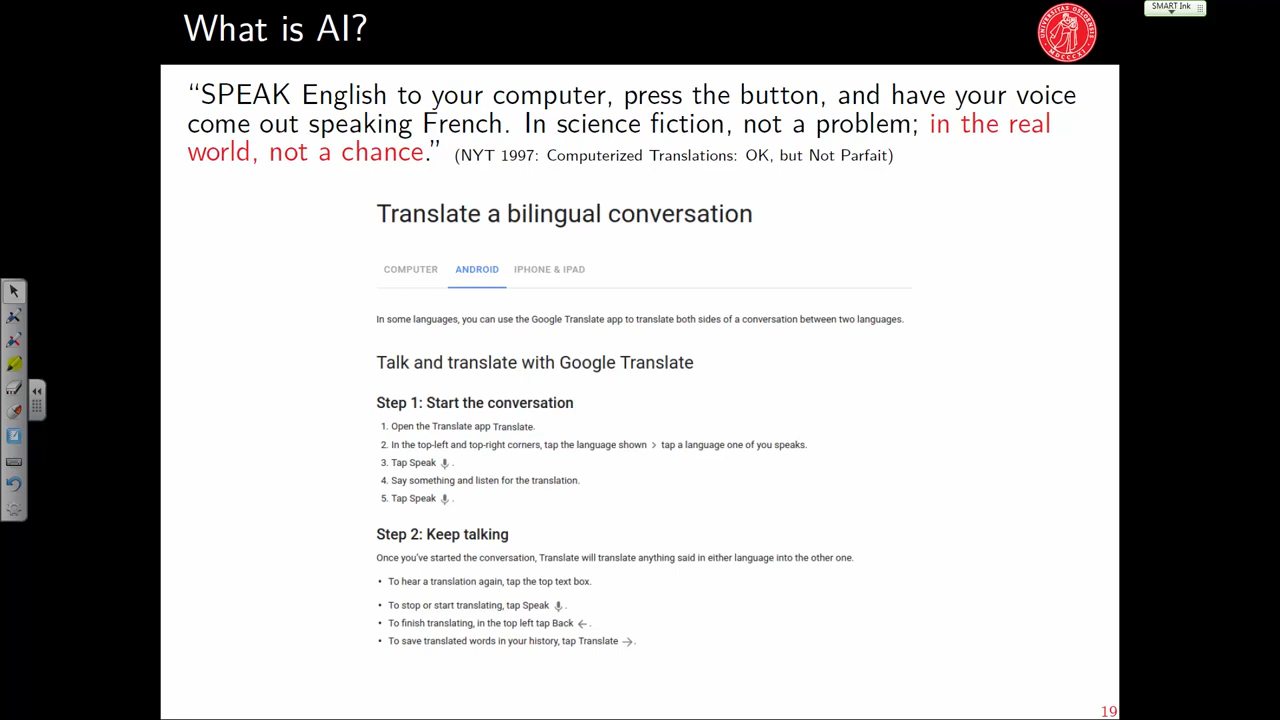 What is AI?
UNIVERSITAS OSLOENSIS
MDCCCXI
SMART Ink
“SPEAK English to your computer, press the button, and have your voice
come out speaking French. In science fiction, not a problem; in the real
world, not a chance.” (NYT 1997: Computerized Translations: OK, but Not Parfait)
Translate a bilingual conversation
COMPUTER ANDROID IPHONE & IPAD
In some languages, you can use the Google Translate app to translate both sides of a conversation between two languages.
Talk and translate with Google Translate
Step 1: Start the conversation
1. Open the Translate app Translate.
2. In the top-left and top-right corners, tap the language shown > tap a language one of you speaks.
3. Tap Speak .
4. Say something and listen for the translation.
5. Tap Speak .
Step 2: Keep talking
Once you've started the conversation, Translate will translate anything said in either language into the other one.
• To hear a translation again, tap the top text box.
• To stop or start translating, tap Speak .
• To finish translating, in the top left tap Back ←.
• To save translated words in your history, tap Translate →.
19